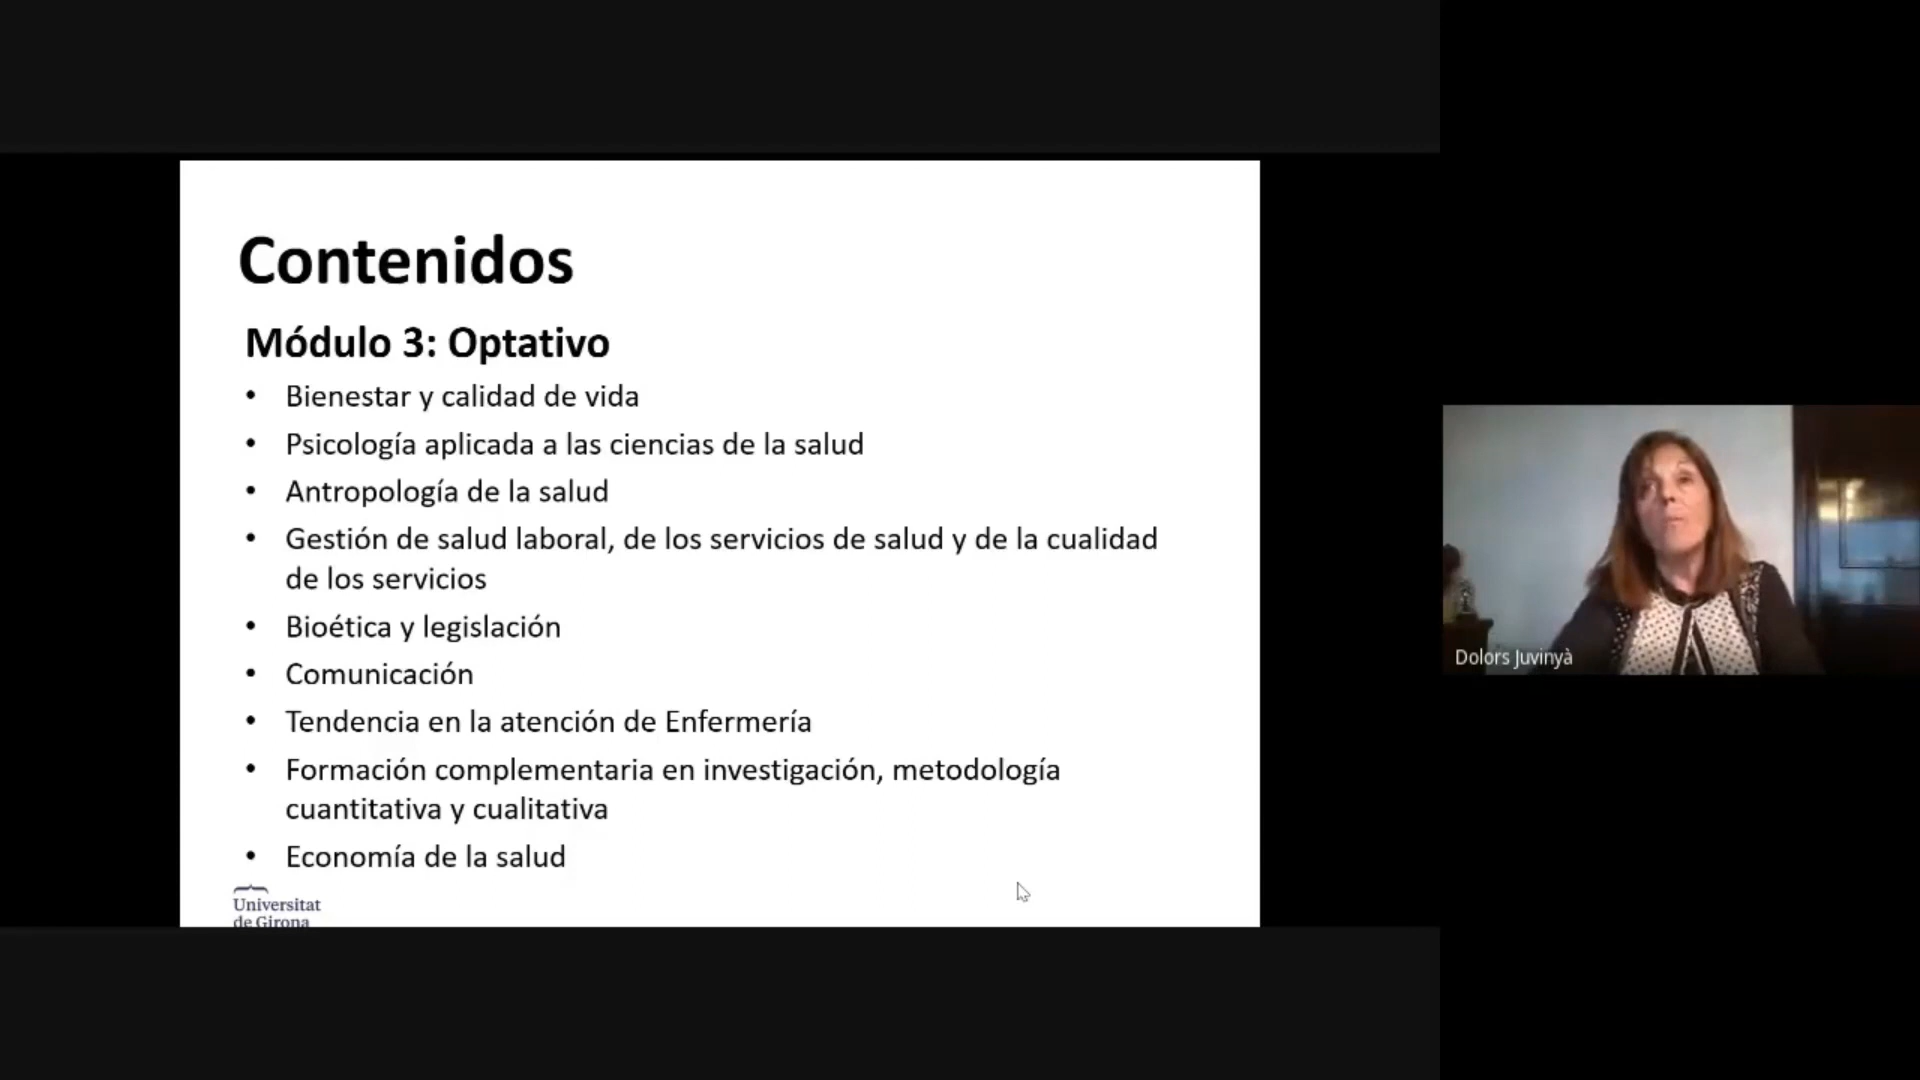 Contenidos
Módulo 3: Optativo
• Bienestar y calidad de vida
• Psicología aplicada a las ciencias de la salud
• Antropología de la salud
• Gestión de salud laboral, de los servicios de salud y de la cualidad
de los servicios
• Bioética y legislación
• Comunicación
• Tendencia en la atención de Enfermería
• Formación complementaria en investigación, metodología
cuantitativa y cualitativa
• Economía de la salud
Universitat
de Girona
Dolors Juvinyà